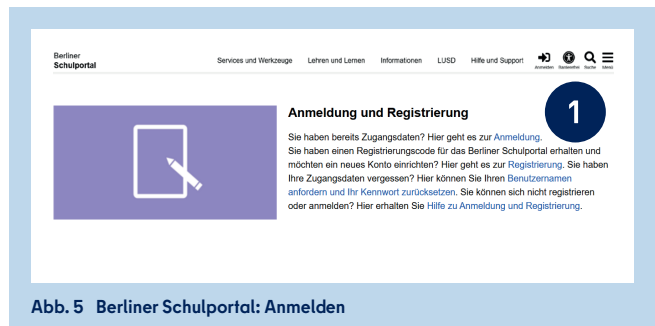 Berliner
Schulportal
Services und Werkzeuge Lehren und Lernen Informationen LUSD Hilfe und Support
Anmelden Barrierefrei Suche Menü
1
Anmeldung und Registrierung
Sie haben bereits Zugangsdaten? Hier geht es zur Anmeldung.
Sie haben einen Registrierungscode für das Berliner Schulportal erhalten und
möchten ein neues Konto einrichten? Hier geht es zur Registrierung. Sie haben
Ihre Zugangsdaten vergessen? Hier können Sie Ihren Benutzernamen
anfordern und Ihr Kennwort zurücksetzen. Sie können sich nicht registrieren
oder anmelden? Hier erhalten Sie Hilfe zu Anmeldung und Registrierung.
Abb. 5 Berliner Schulportal: Anmelden